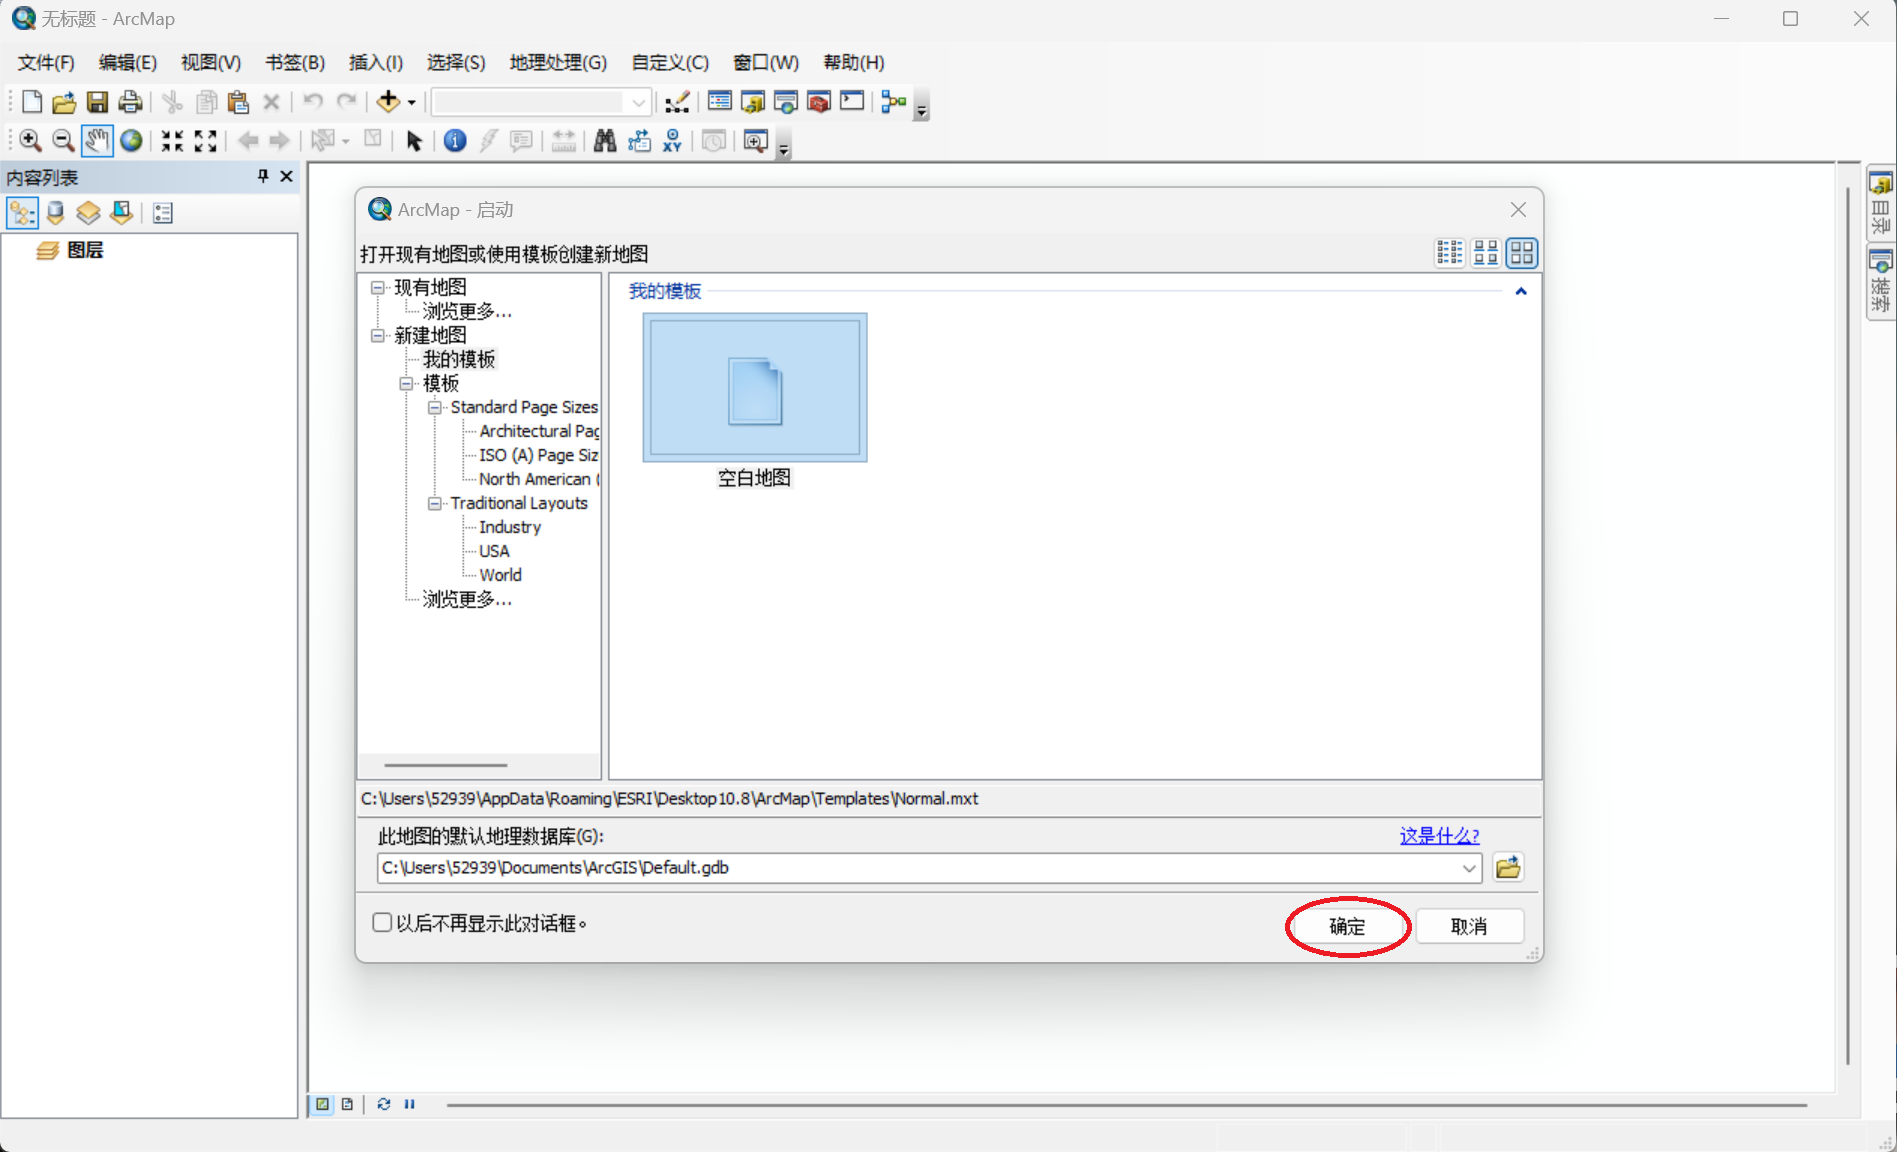 无标题 - ArcMap
文件(F) 编辑(E) 视图(V) 书签(B) 插入(I) 选择(S) 地理处理(G) 自定义(C) 窗口(W) 帮助(H)
XY
内容列表
图层
ArcMap - 启动
打开现有地图或使用模板创建新地图
现有地图
浏览更多...
新建地图
我的模板
模板
Standard Page Sizes
Architectural Pag
ISO (A) Page Siz
North American (
Traditional Layouts
Industry
USA
World
浏览更多...
我的模板
空白地图
C:\Users\52939\AppData\Roaming\ESRI\Desktop10.8\ArcMap\Templates\Normal.mxt
此地图的默认地理数据库(G):
这是什么?
C:\Users\52939\Documents\ArcGIS\Default.gdb
以后不再显示此对话框。
确定
取消
目录
搜索